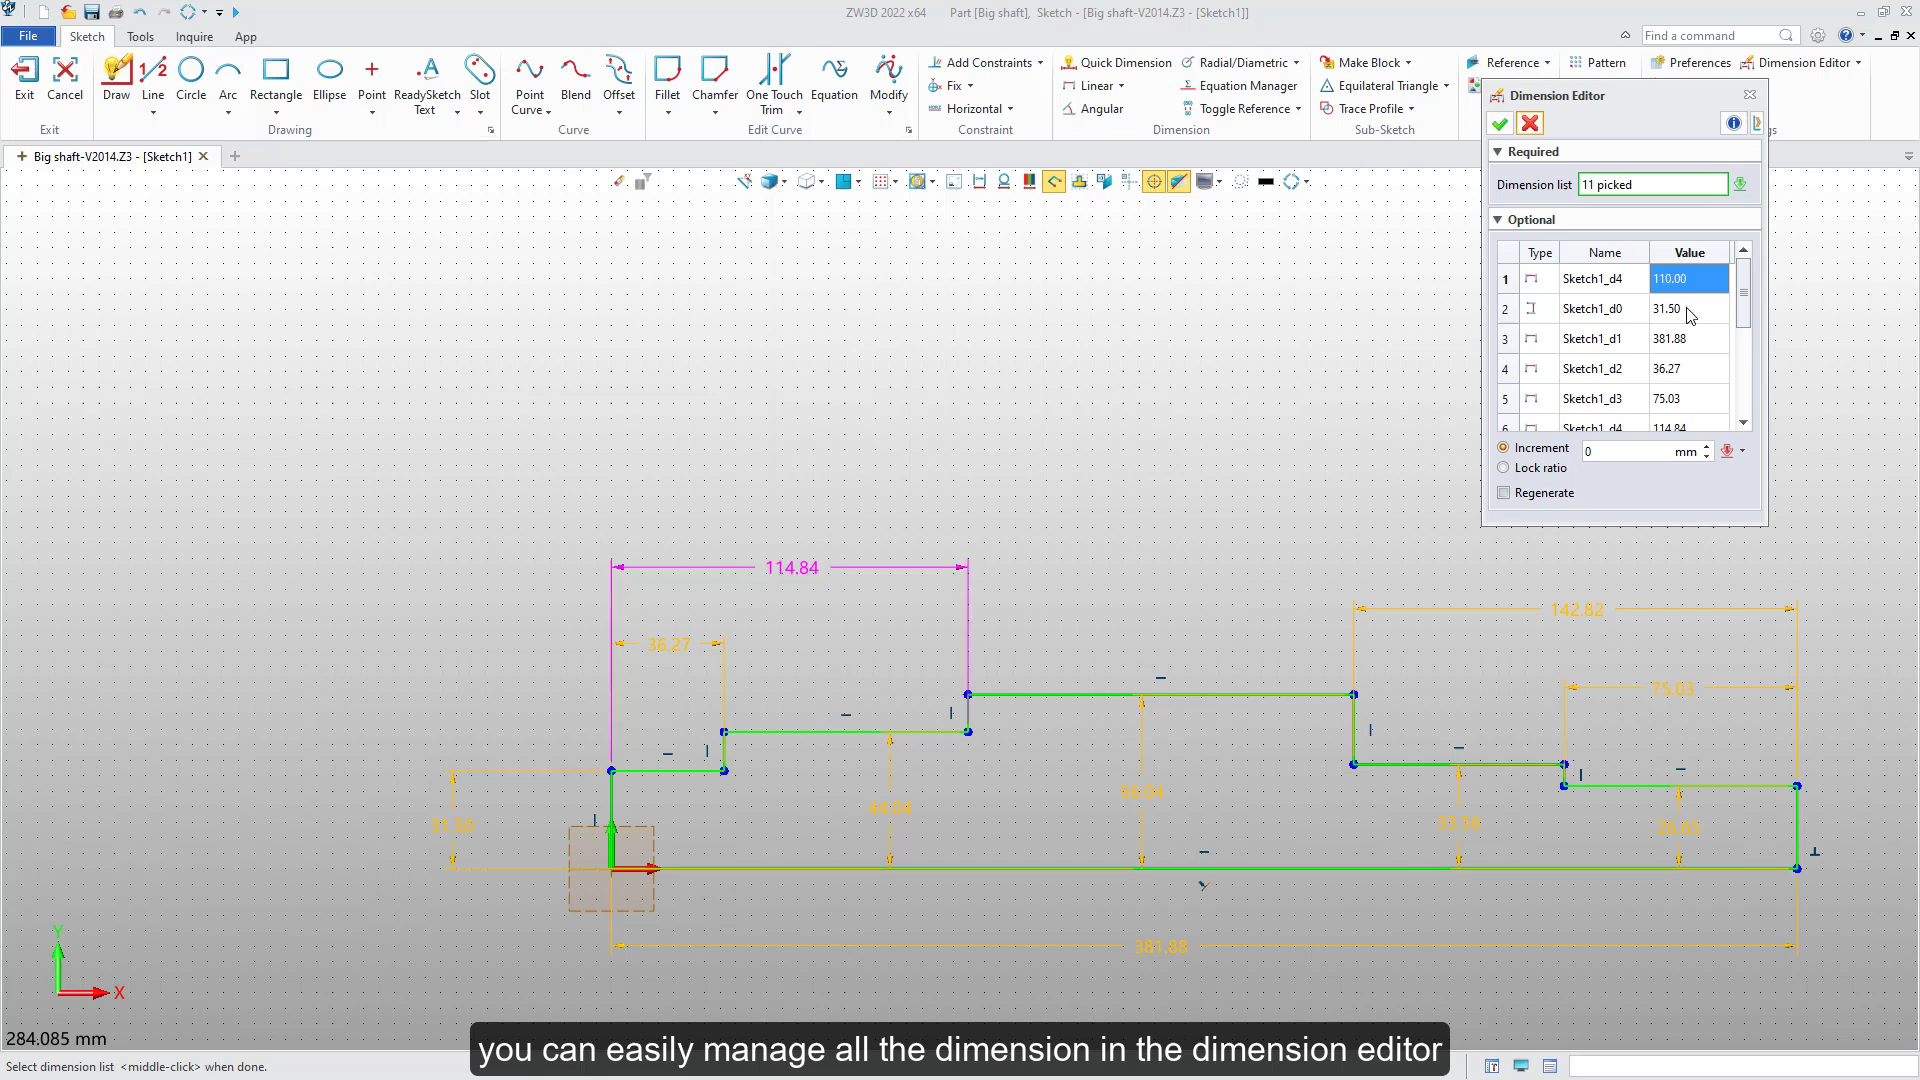 ZW3D 2022 x64 Part [Big shaft], Sketch - [Big shaft-V2014.Z3 - [Sketch1]]
File Sketch Tools Inquire App
Find a command
Exit Cancel Draw Line Circle Arc Rectangle Ellipse Point ReadySketch Text Slot
Point Curve Blend Offset Fillet Chamfer One Touch Trim Equation Modify
Add Constraints Quick Dimension Radial/Diametric Make Block Reference Pattern Preferences Dimension Editor
Fix Linear Equation Manager Equilateral Triangle
Horizontal Angular Toggle Reference Trace Profile
Exit Drawing Curve Edit Curve Constraint Dimension Sub-Sketch
Big shaft-V2014.Z3 - [Sketch1]
Dimension Editor
Required
Dimension list 11 picked
Optional
Type Name Value
1 Sketch1_d4 110.00
2 Sketch1_d0 31.50
3 Sketch1_d1 381.88
4 Sketch1_d2 36.27
5 Sketch1_d3 75.03
6 Sketch1_d4 114.84
Increment 0 mm
Lock ratio
Regenerate
114.84
142.82
36.27
75.03
56.04
44.04
33.56
31.50
26.65
381.88
Y
X
284.085 mm
you can easily manage all the dimension in the dimension editor
Select dimension list <middle-click> when done.